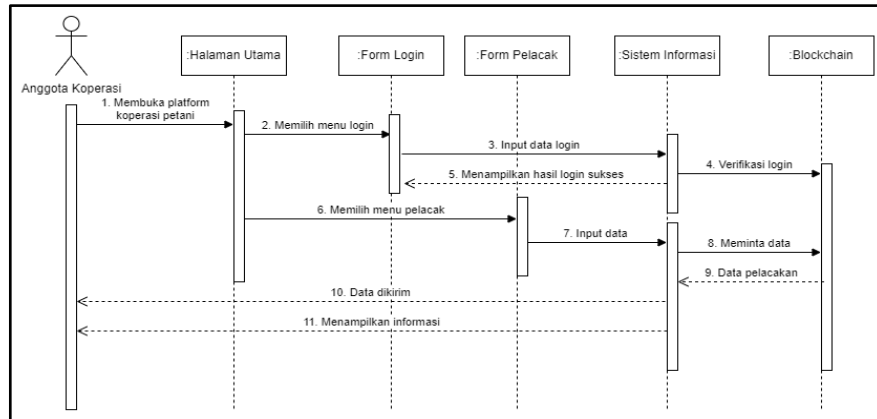 :Halaman Utama
:Form Login
:Form Pelacak
:Sistem Informasi
:Blockchain
Anggota Koperasi
1. Membuka platform
koperasi petani
2. Memilih menu login
3. Input data login
4. Verifikasi login
5. Menampilkan hasil login sukses
6. Memilih menu pelacak
7. Input data
8. Meminta data
9. Data pelacakan
10. Data dikirim
11. Menampilkan informasi